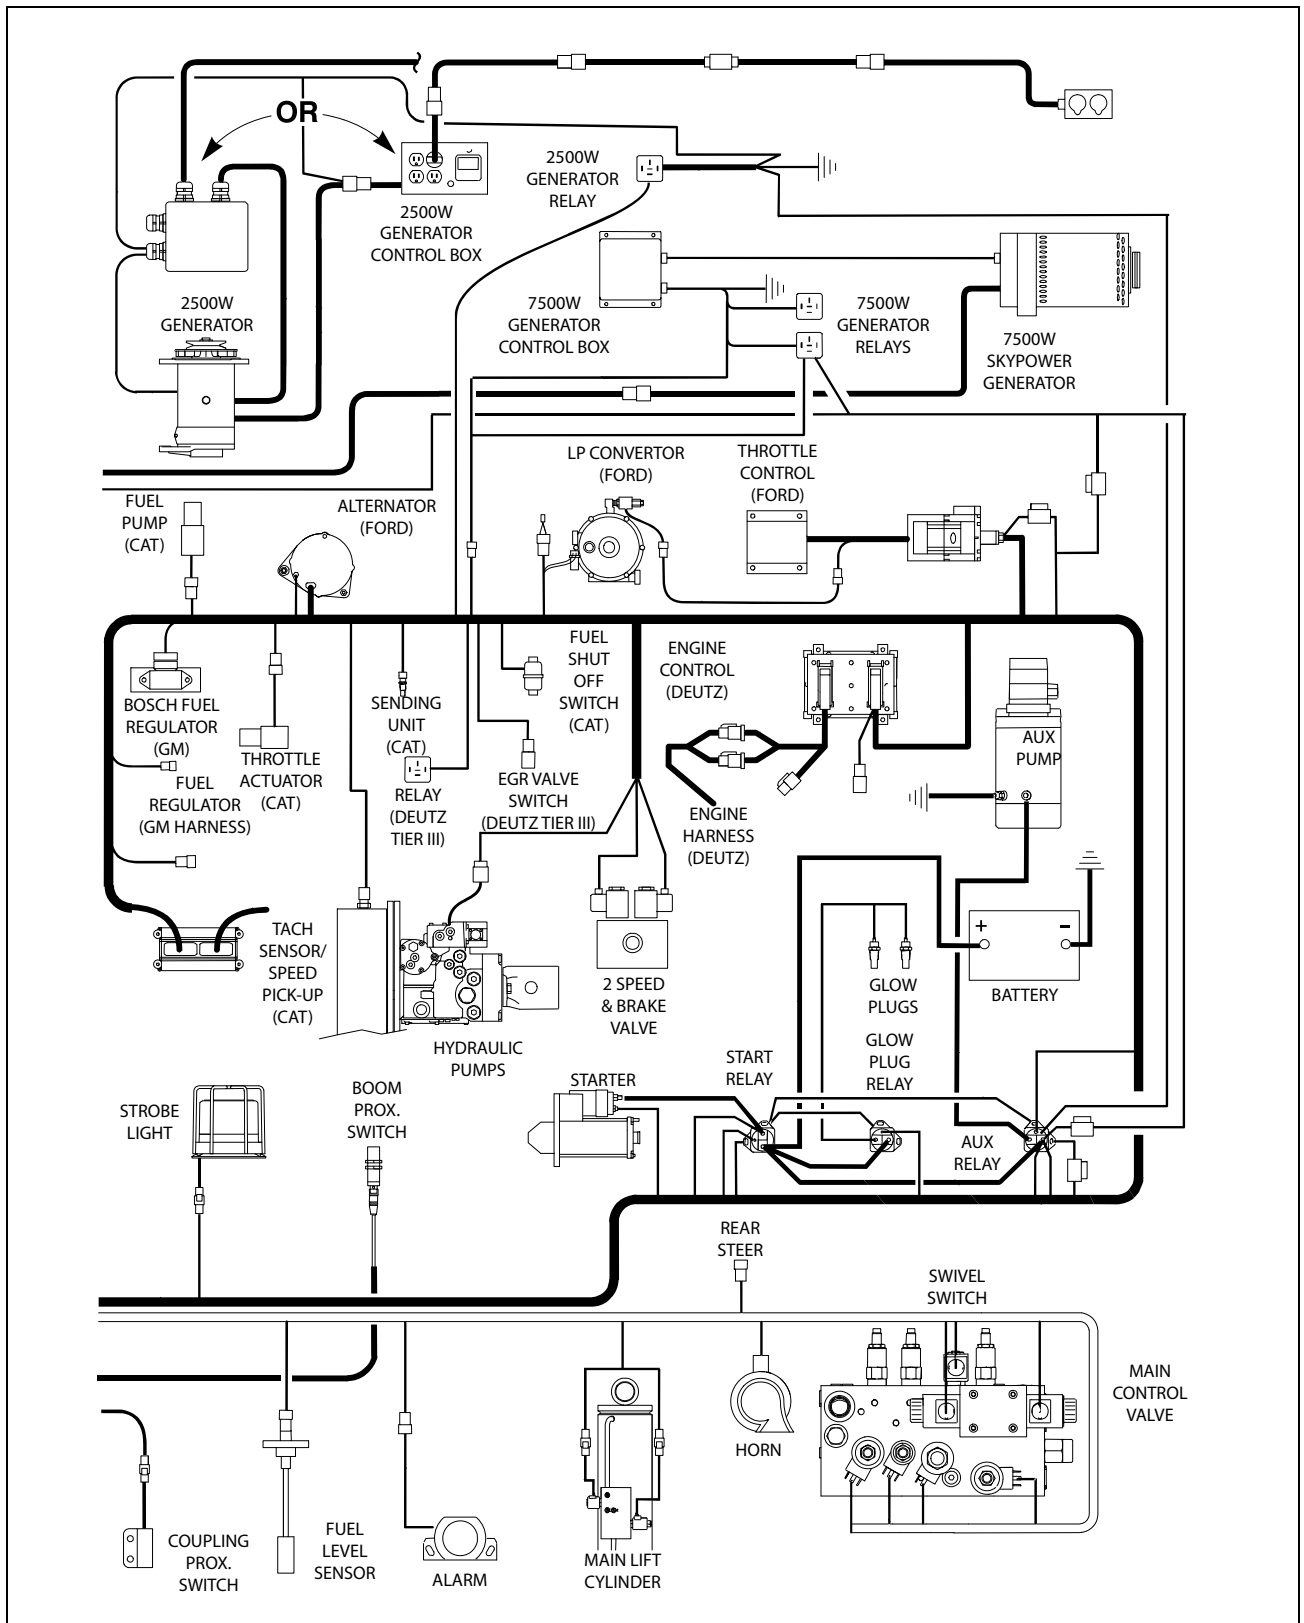 OR
2500W
GENERATOR
RELAY
2500W
GENERATOR
CONTROL BOX
2500W
GENERATOR
7500W
GENERATOR
CONTROL BOX
7500W
GENERATOR
RELAYS
7500W
SKYPOWER
GENERATOR
LP CONVERTOR
(FORD)
THROTTLE
CONTROL
(FORD)
FUEL
PUMP
(CAT)
ALTERNATOR
(FORD)
BOSCH FUEL
REGULATOR
(GM)
FUEL
REGULATOR
(GM HARNESS)
THROTTLE
ACTUATOR
(CAT)
SENDING
UNIT
(CAT)
RELAY
(DEUTZ
TIER III)
EGR VALVE
SWITCH
(DEUTZ TIER III)
FUEL
SHUT
OFF
SWITCH
(CAT)
ENGINE
CONTROL
(DEUTZ)
ENGINE
HARNESS
(DEUTZ)
AUX
PUMP
TACH
SENSOR/
SPEED
PICK-UP
(CAT)
HYDRAULIC
PUMPS
2 SPEED
& BRAKE
VALVE
GLOW
PLUGS
+
-
BATTERY
GLOW
PLUG
RELAY
START
RELAY
STARTER
AUX
RELAY
STROBE
LIGHT
BOOM
PROX.
SWITCH
REAR
STEER
SWIVEL
SWITCH
MAIN
CONTROL
VALVE
HORN
COUPLING
PROX.
SWITCH
FUEL
LEVEL
SENSOR
ALARM
MAIN LIFT
CYLINDER